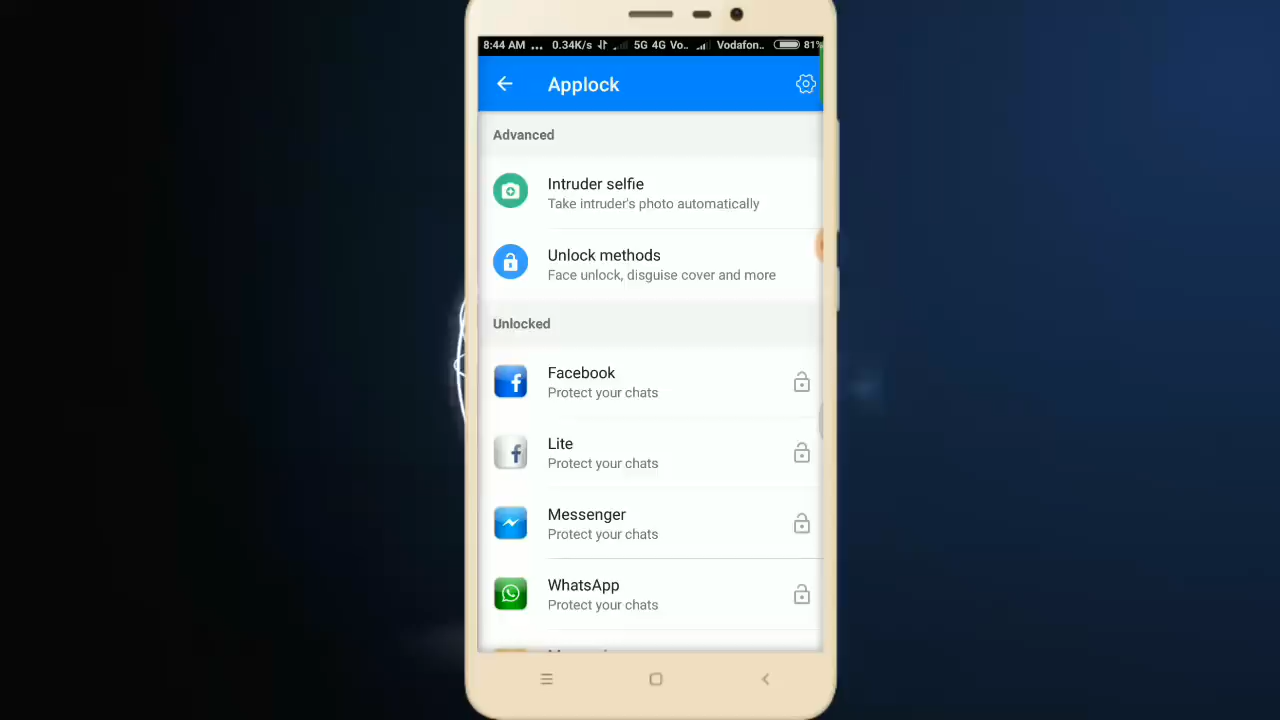 8:44 AM ... 0.34K/s 5G 4G Vo.. Vodafon.. 81%
Applock
Advanced
Intruder selfie
Take intruder's photo automatically
Unlock methods
Face unlock, disguise cover and more
Unlocked
Facebook
Protect your chats
Lite
Protect your chats
Messenger
Protect your chats
WhatsApp
Protect your chats